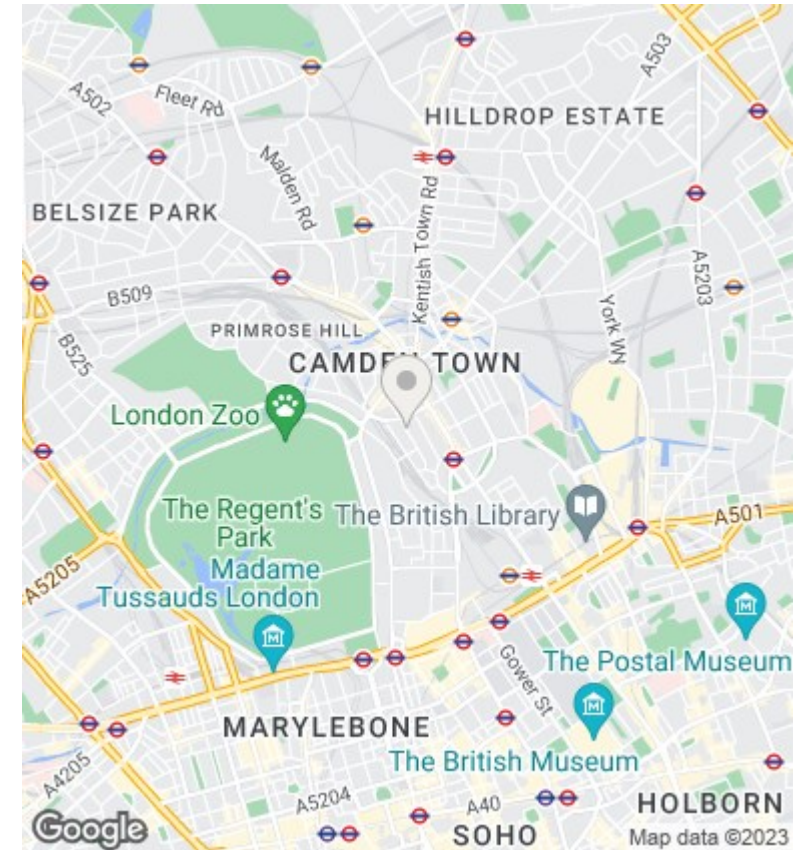 A503
A502
Fleet Rd
HILLDROP ESTATE
Malden Rd
BELSIZE PARK
Kentish Town Rd
A5203
B509
York Wy
PRIMROSE HILL
B525
CAMDEN TOWN
London Zoo
The Regent's
Park
The British Library
A501
Madame
Tussauds London
A5205
The Postal Museum
Gower St
MARYLEBONE
The British Museum
A4205
A5204
A40
HOLBORN
SOHO
Google
Map data ©2023